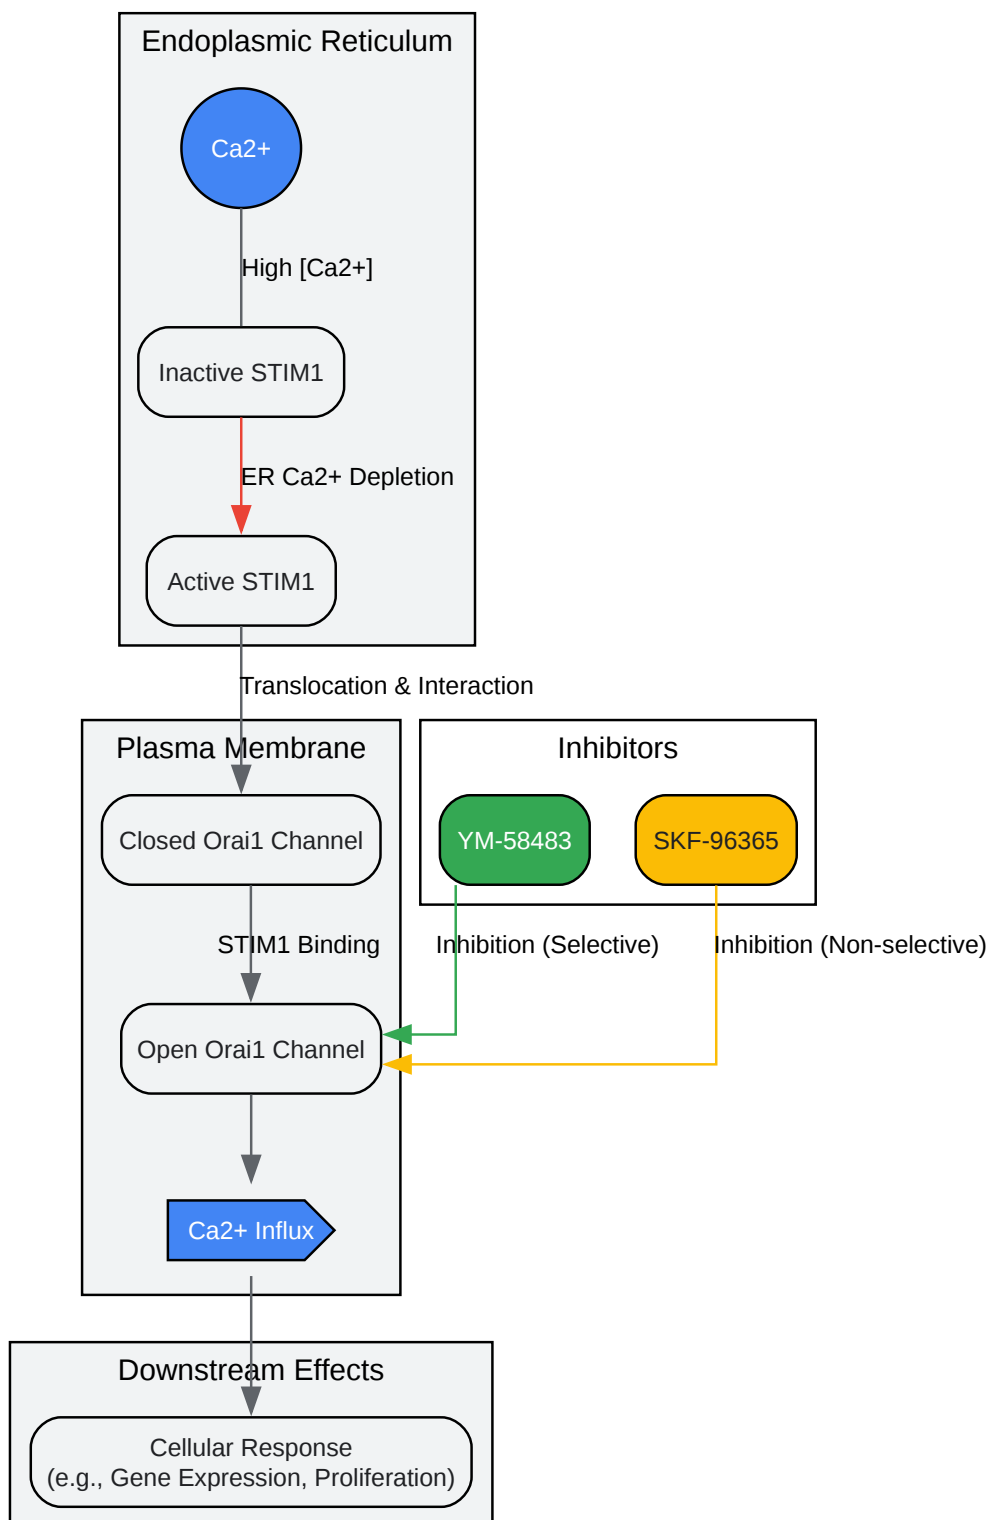 Endoplasmic Reticulum
Ca2+
High [Ca2+]
Inactive STIM1
ER Ca2+ Depletion
Active STIM1
Translocation & Interaction
Plasma Membrane
Inhibitors
Closed Orai1 Channel
YM-58483
SKF-96365
STIM1 Binding
Inhibition (Selective)
Inhibition (Non-selective)
Open Orai1 Channel
Ca2+ Influx
Downstream Effects
Cellular Response
(e.g., Gene Expression, Proliferation)